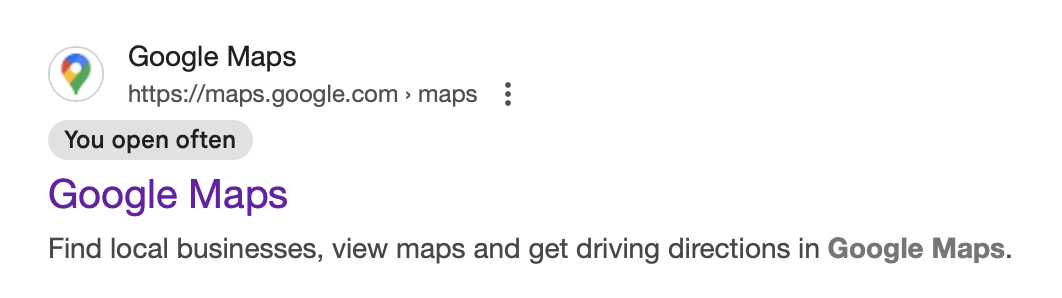 Google Maps
https://maps.google.com › maps
You open often
Google Maps
Find local businesses, view maps and get driving directions in Google Maps.